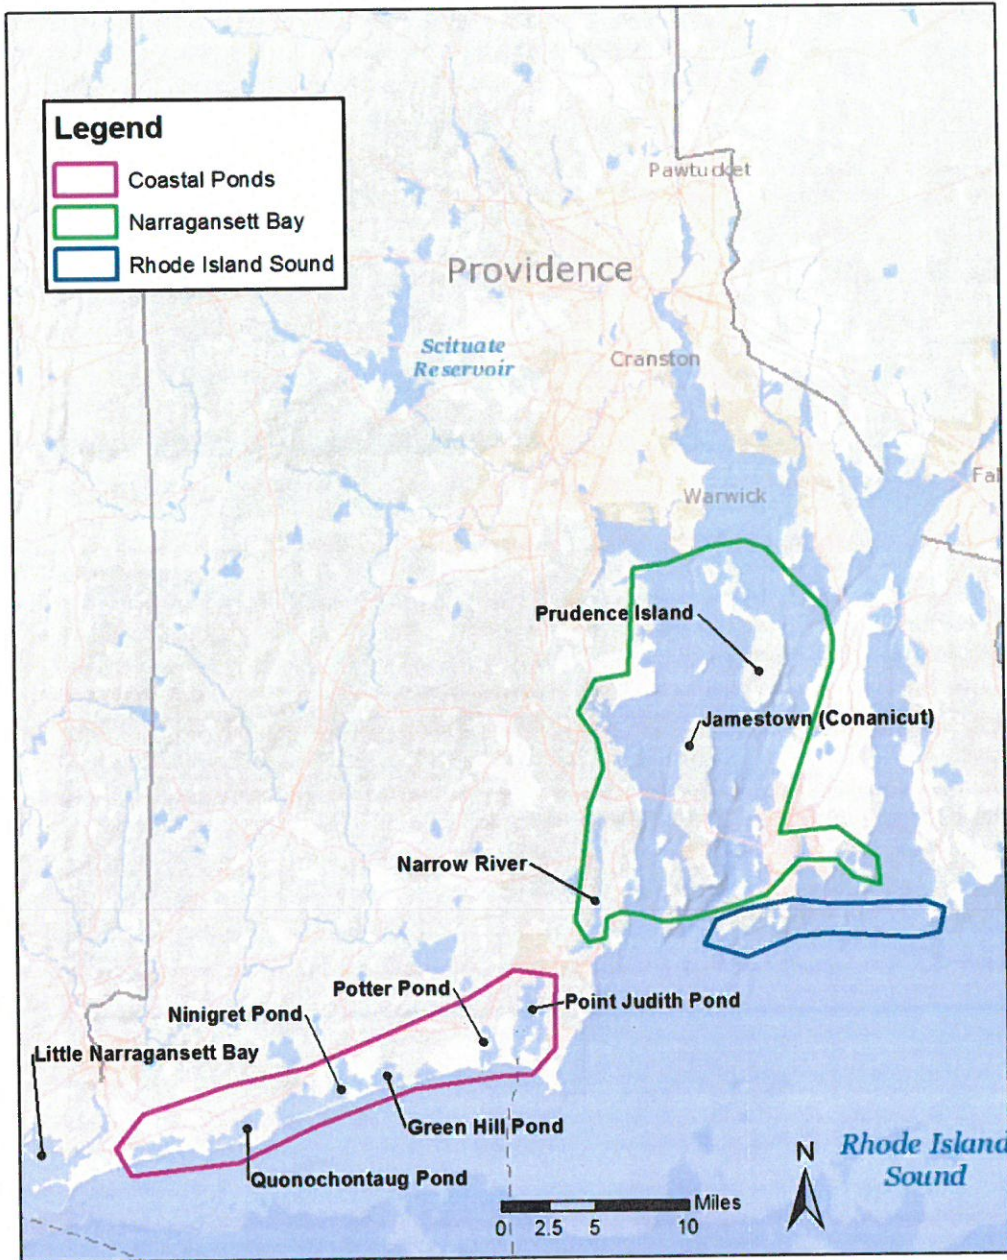 Legend
Coastal Ponds
Narragansett Bay
Rhode Island Sound
Pawtucket
Providence
Scituate
Reservoir
Cranston
Warwick
Fal
Prudence Island
Jamestown (Conanicut)
Narrow River
Potter Pond
Point Judith Pond
Ninigret Pond
Little Narragansett Bay
Green Hill Pond
Quonochontaug Pond
N
Rhode Island
Sound
Miles
0 2.5 5 10